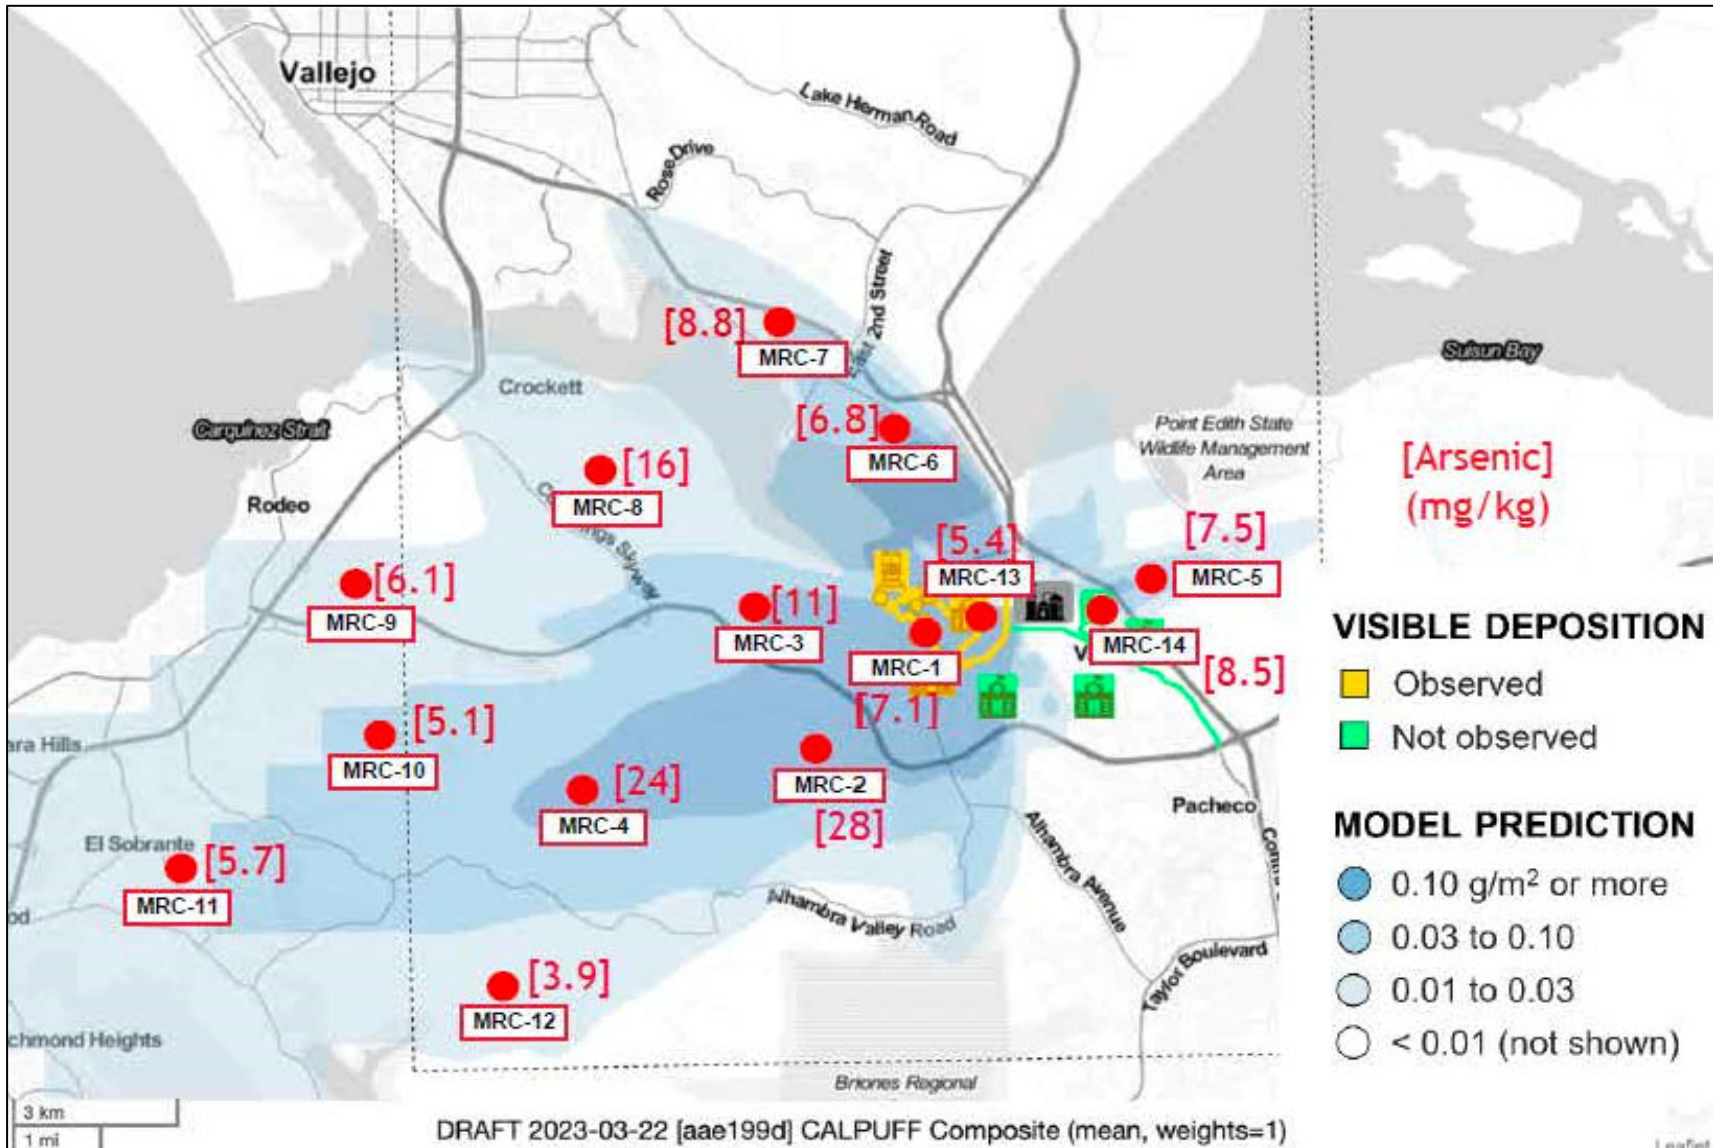 Vallejo
Lake Herman Road
Rose Drive
East 2nd Street
[8.8]
MRC-7
Suisun Bay
Crockett
Carquinez Strait
[6.8]
MRC-6
Point Edith State
Wildlife Management
Area
[Arsenic]
(mg/kg)
[16]
MRC-8
Rodeo
[7.5]
MRC-5
[5.4]
MRC-13
[6.1]
MRC-9
[11]
MRC-3
MRC-1
[7.1]
MRC-14
[8.5]
VISIBLE DEPOSITION
Observed
Not observed
[5.1]
MRC-10
ara Hills
MRC-2
[28]
[24]
MRC-4
Pacheco
MODEL PREDICTION
0.10 g/m² or more
0.03 to 0.10
0.01 to 0.03
< 0.01 (not shown)
El Sobrante
[5.7]
MRC-11
Alhambra Avenue
Alhambra Valley Road
Taylor Boulevard
[3.9]
MRC-12
chmond Heights
Briones Regional
3 km
1 mi
DRAFT 2023-03-22 [aae199d] CALPUFF Composite (mean, weights=1)